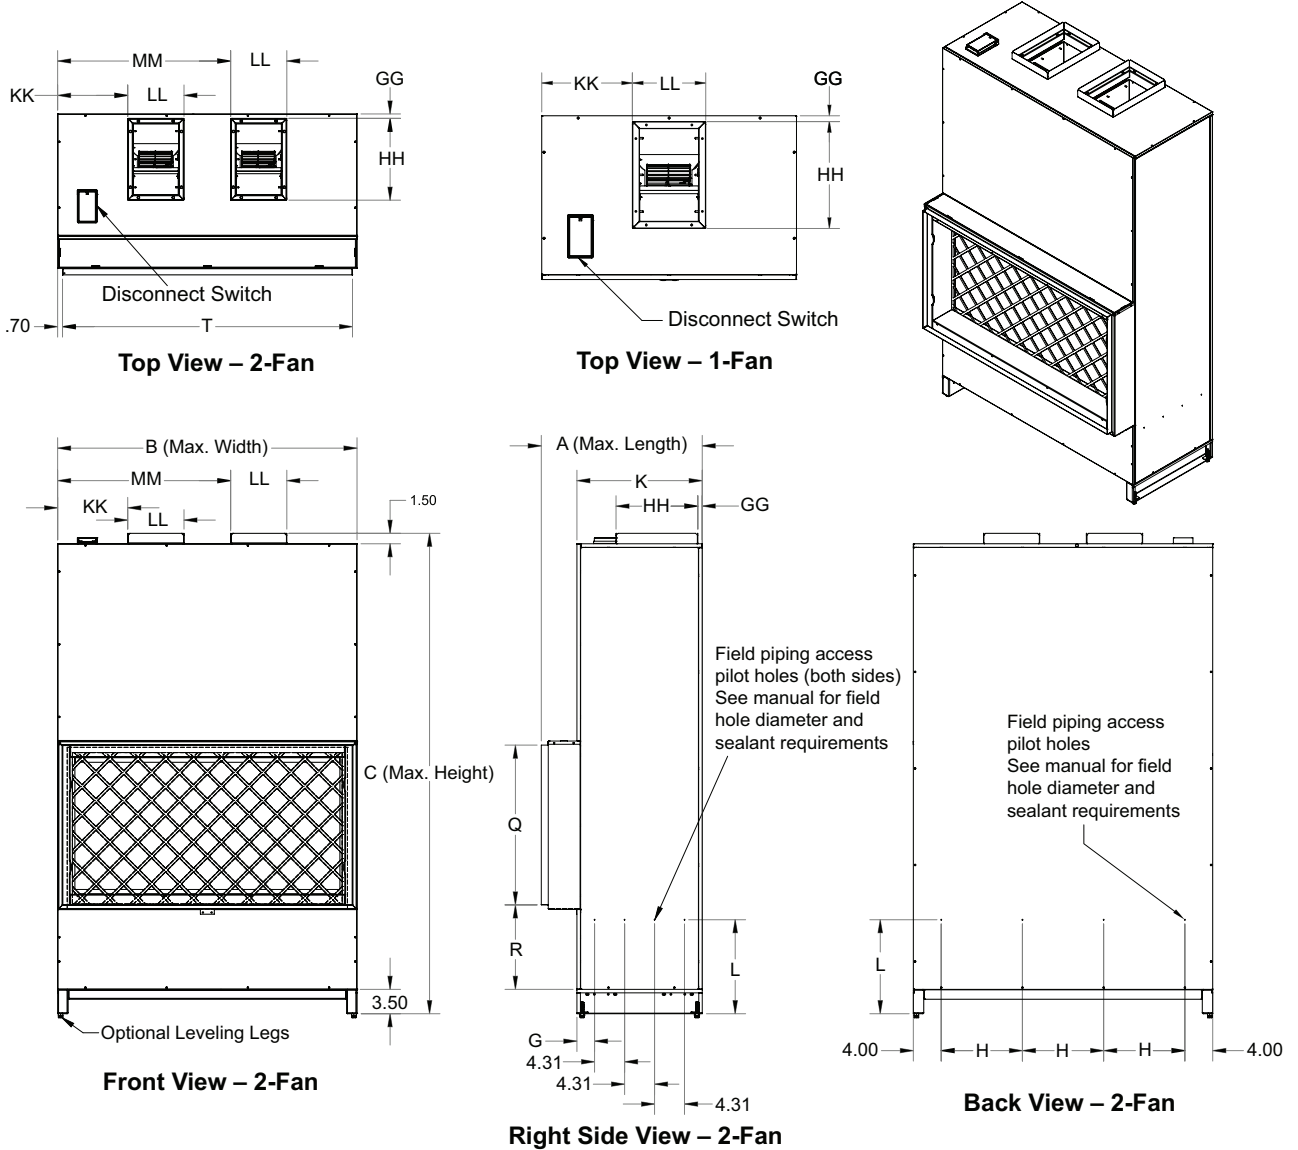 MM
LL
GG
KK
LL
HH
Disconnect Switch
.70
T
Top View – 2-Fan
KK
LL
GG
HH
Disconnect Switch
Top View – 1-Fan
B (Max. Width)
MM
LL
KK
LL
1.50
C (Max. Height)
3.50
Optional Leveling Legs
Front View – 2-Fan
A (Max. Length)
K
HH
GG
Field piping access
pilot holes (both sides)
See manual for field
hole diameter and
sealant requirements
Q
R
L
G
4.31
4.31
4.31
Right Side View – 2-Fan
Field piping access
pilot holes
See manual for field
hole diameter and
sealant requirements
L
4.00
H
H
H
4.00
Back View – 2-Fan